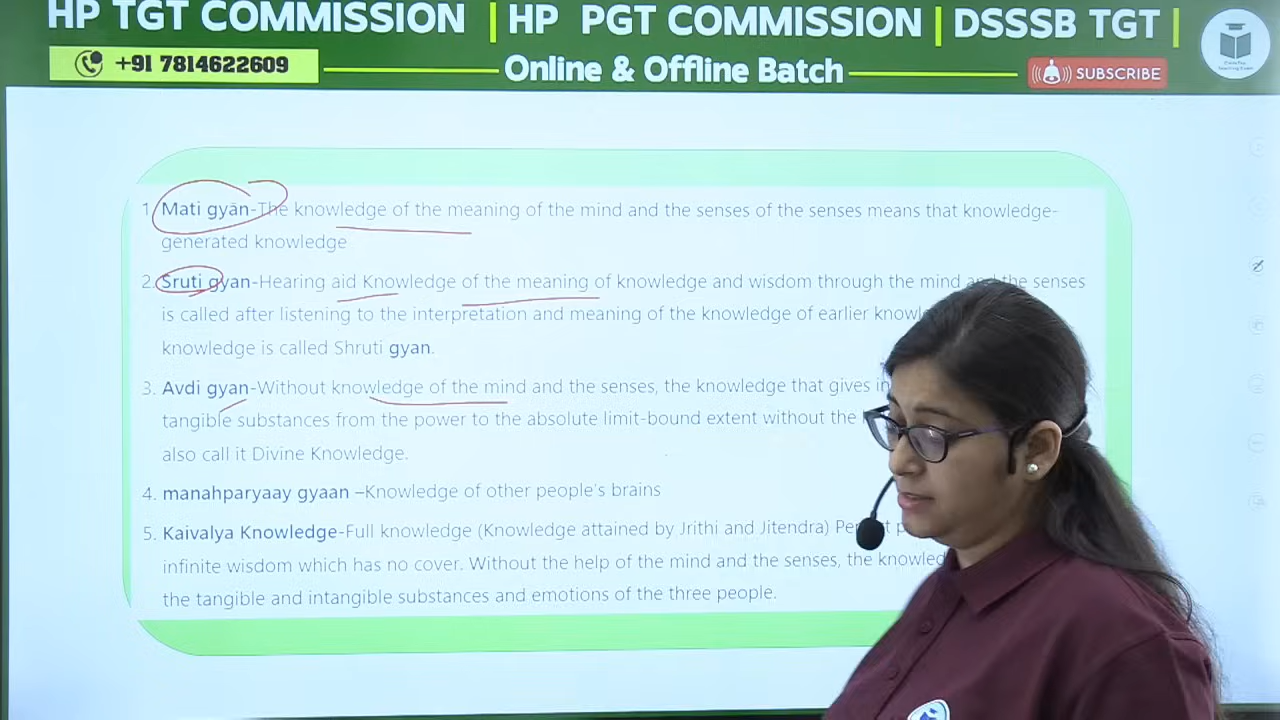 HP TGT COMMISSION | HP PGT COMMISSION | DSSSB TGT |
+91 7814622609
Online & Offline Batch
SUBSCRIBE
1. Mati gyān-The knowledge of the meaning of the mind and the senses of the senses means that knowledge-
generated knowledge
2. Sruti gyan-Hearing aid Knowledge of the meaning of knowledge and wisdom through the mind and the senses
is called after listening to the interpretation and meaning of the knowledge of earlier
knowledge is called Shruti gyan.
3. Avdi gyan-Without knowledge of the mind and the senses, the knowledge that gives
tangible substances from the power to the absolute limit-bound extent without the
also call it Divine Knowledge.
4. manahparyaay gyaan –Knowledge of other people's brains
5. Kaivalya Knowledge-Full knowledge (Knowledge attained by Jrithi and Jitendra)
infinite wisdom which has no cover. Without the help of the mind and the senses, the
the tangible and intangible substances and emotions of the three people.